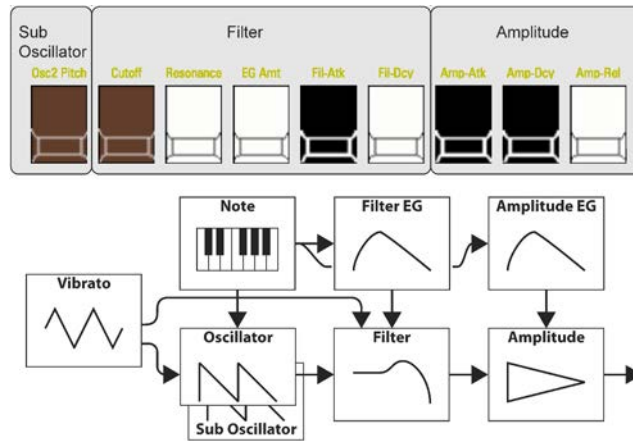 Sub
Oscillator
Filter
Amplitude
Osc2 Pitch
Cutoff
Resonance
EG Amt
Fil-Atk
Fil-Dcy
Amp-Atk
Amp-Dcy
Amp-Rel
Note
Filter EG
Amplitude EG
Vibrato
Oscillator
Filter
Amplitude
Sub Oscillator